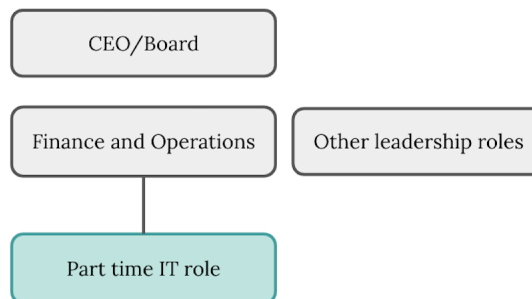 CEO/Board
Finance and Operations
Other leadership roles
Part time IT role